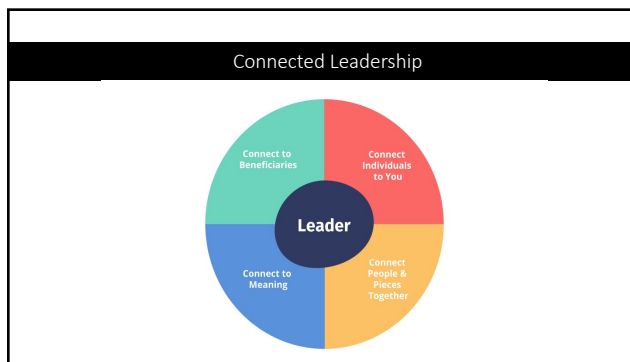 Connected Leadership
Connect to
Beneficiaries
Connect
Individuals
to You
Leader
Connect to
Meaning
Connect
People &
Pieces
Together